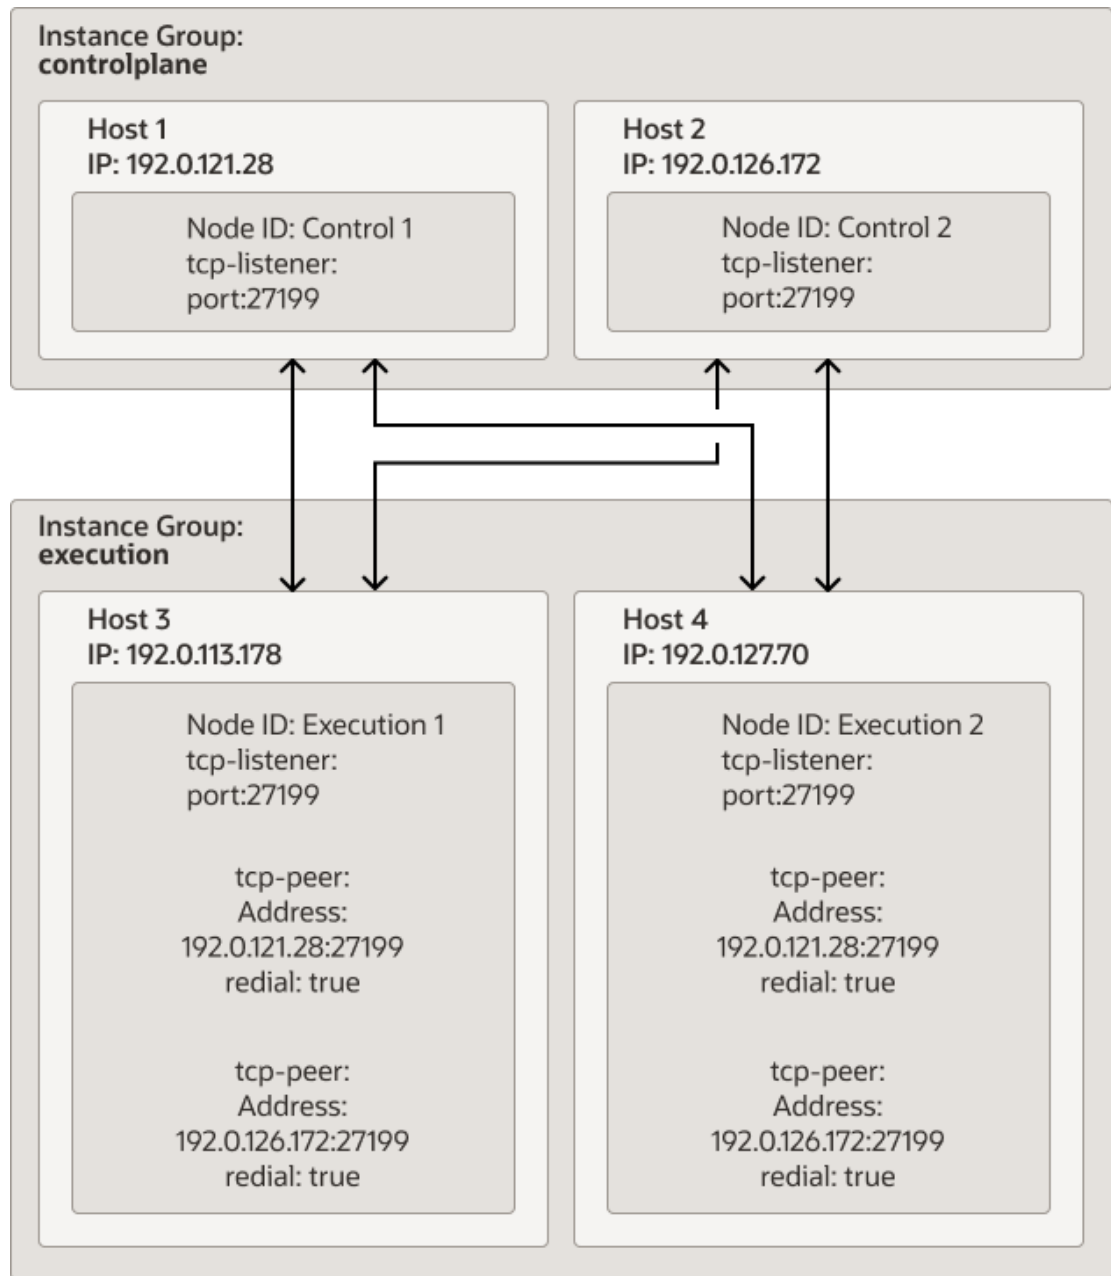 Instance Group:
controlplane
Host 1
IP: 192.0.121.28
Node ID: Control 1
tcp-listener:
port:27199
Host 2
IP: 192.0.126.172
Node ID: Control 2
tcp-listener:
port:27199
Instance Group:
execution
Host 3
IP: 192.0.113.178
Node ID: Execution 1
tcp-listener:
port:27199
tcp-peer:
Address:
192.0.121.28:27199
redial: true
tcp-peer:
Address:
192.0.126.172:27199
redial: true
Host 4
IP: 192.0.127.70
Node ID: Execution 2
tcp-listener:
port:27199
tcp-peer:
Address:
192.0.121.28:27199
redial: true
tcp-peer:
Address:
192.0.126.172:27199
redial: true